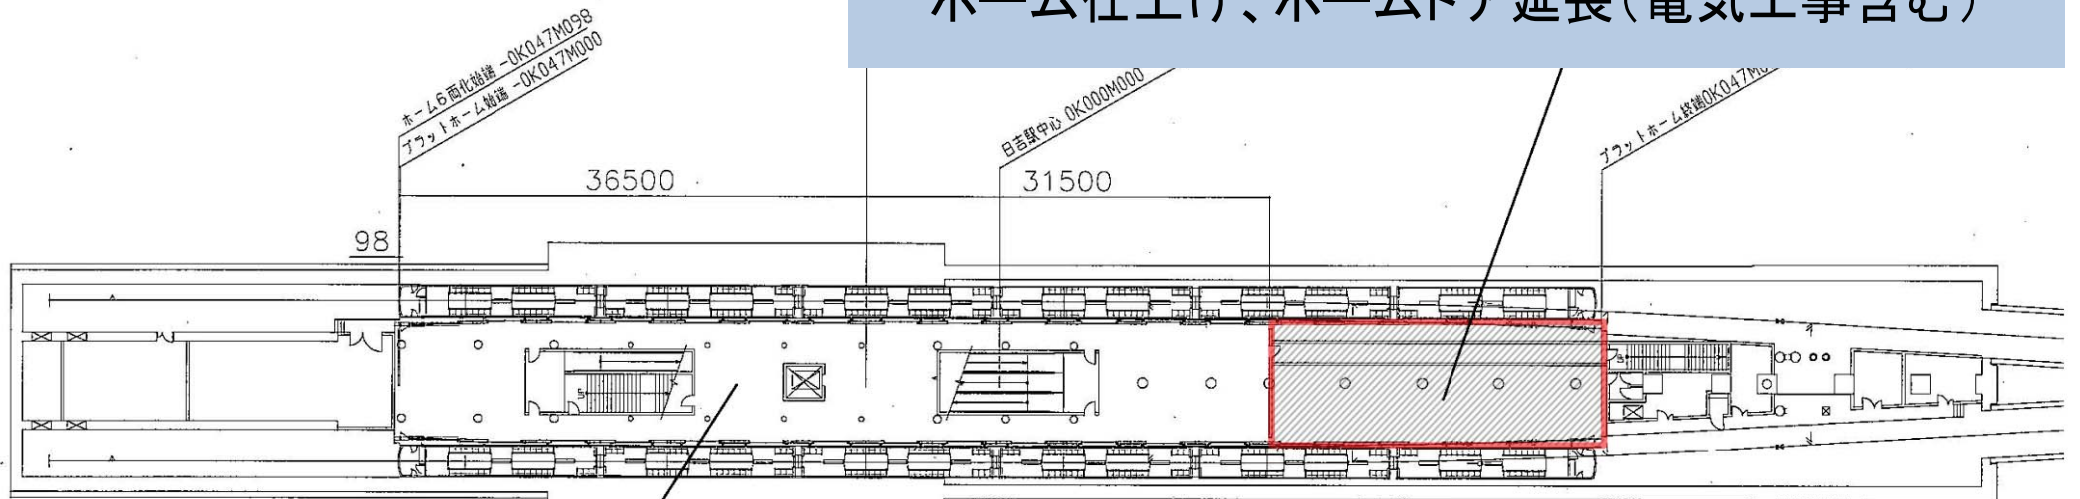 ホーム仕上げ、ホームドア延長(電気工事含む)
ホーム6両化始端 -0K047M098
プラットホーム始端 -0K047M000
日吉駅中心 0K000M000
プラットホーム終端0K047M0
36500
31500
98